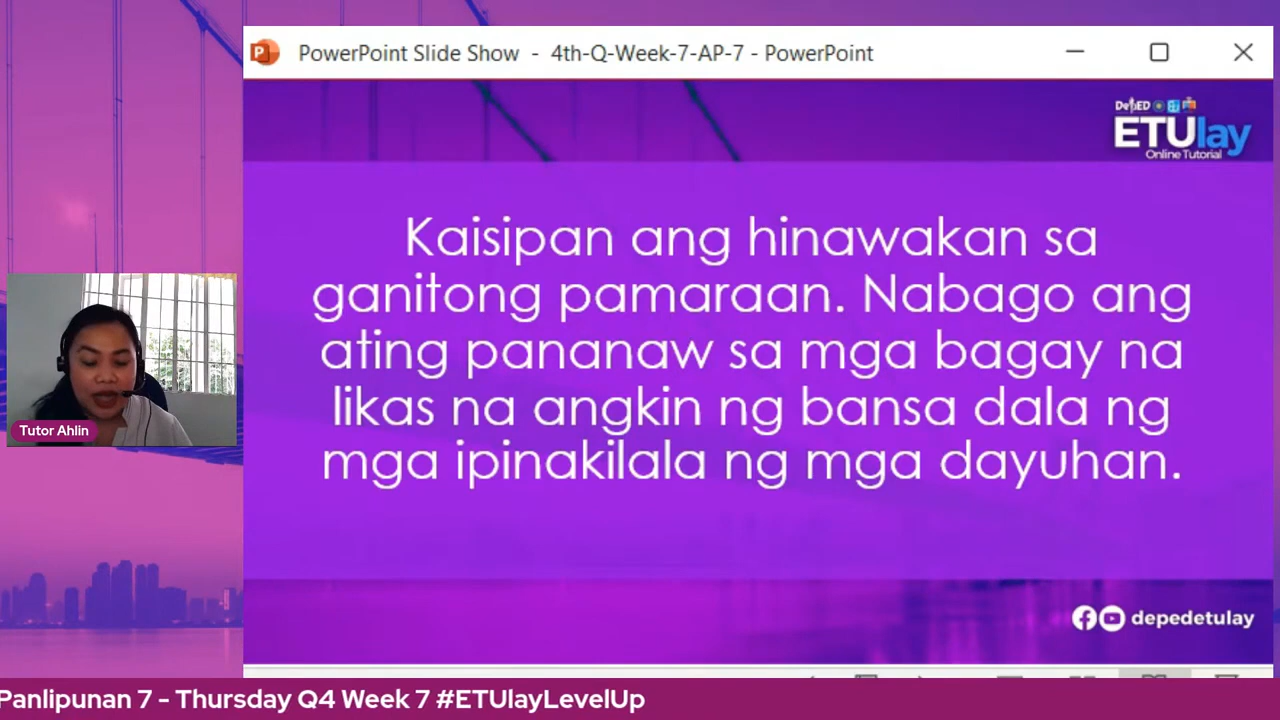 PowerPoint Slide Show - 4th-Q-Week-7-AP-7 - PowerPoint
DepED
ETUlay
Online Tutorial
Kaisipan ang hinawakan sa
ganitong pamaraan. Nabago ang
ating pananaw sa mga bagay na
likas na angkin ng bansa dala ng
mga ipinakilala ng mga dayuhan.
Tutor Ahlin
depedetulay
Panlipunan 7 - Thursday Q4 Week 7 #ETUlayLevelUp